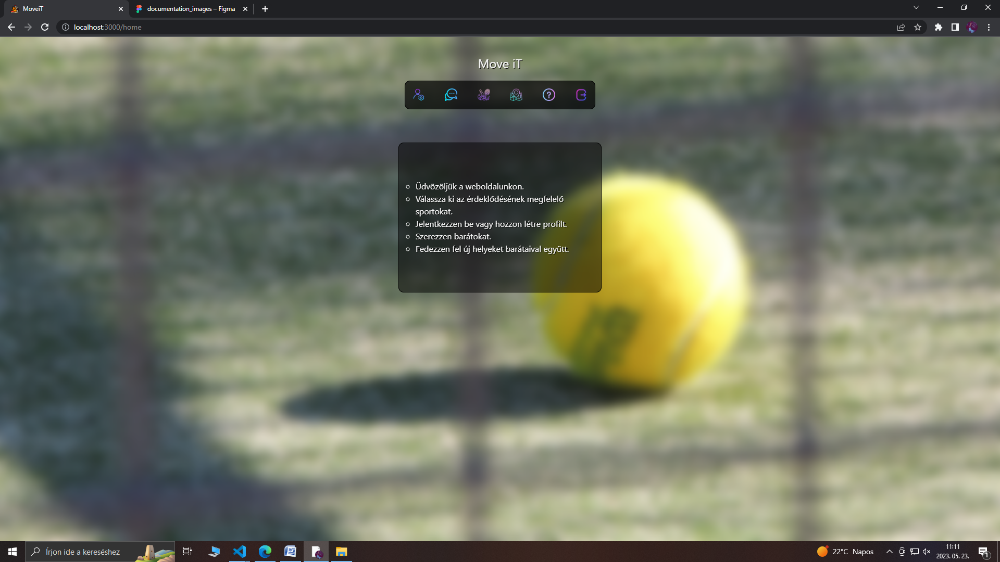 MoveiT
documentation_images – Figma
localhost:3000/home
Move iT
Üdvözöljük a weboldalunkon.
Válassza ki az érdeklődésének megfelelő
sportokat.
Jelentkezzen be vagy hozzon létre profilt.
Szerezzen barátokat.
Fedezzen fel új helyeket barátaival együtt.
Írjon ide a kereséshez
22°C Napos
11:11
2023. 05. 23.
1